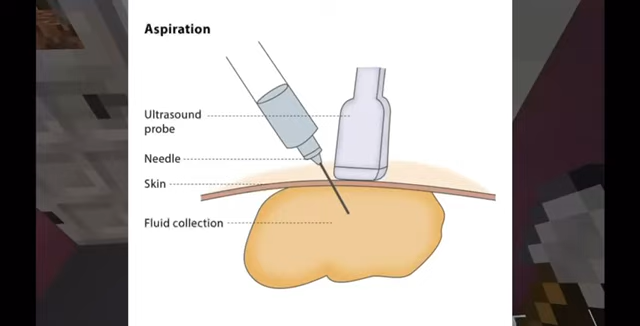 Aspiration
Ultrasound
probe
Needle
Skin
Fluid collection